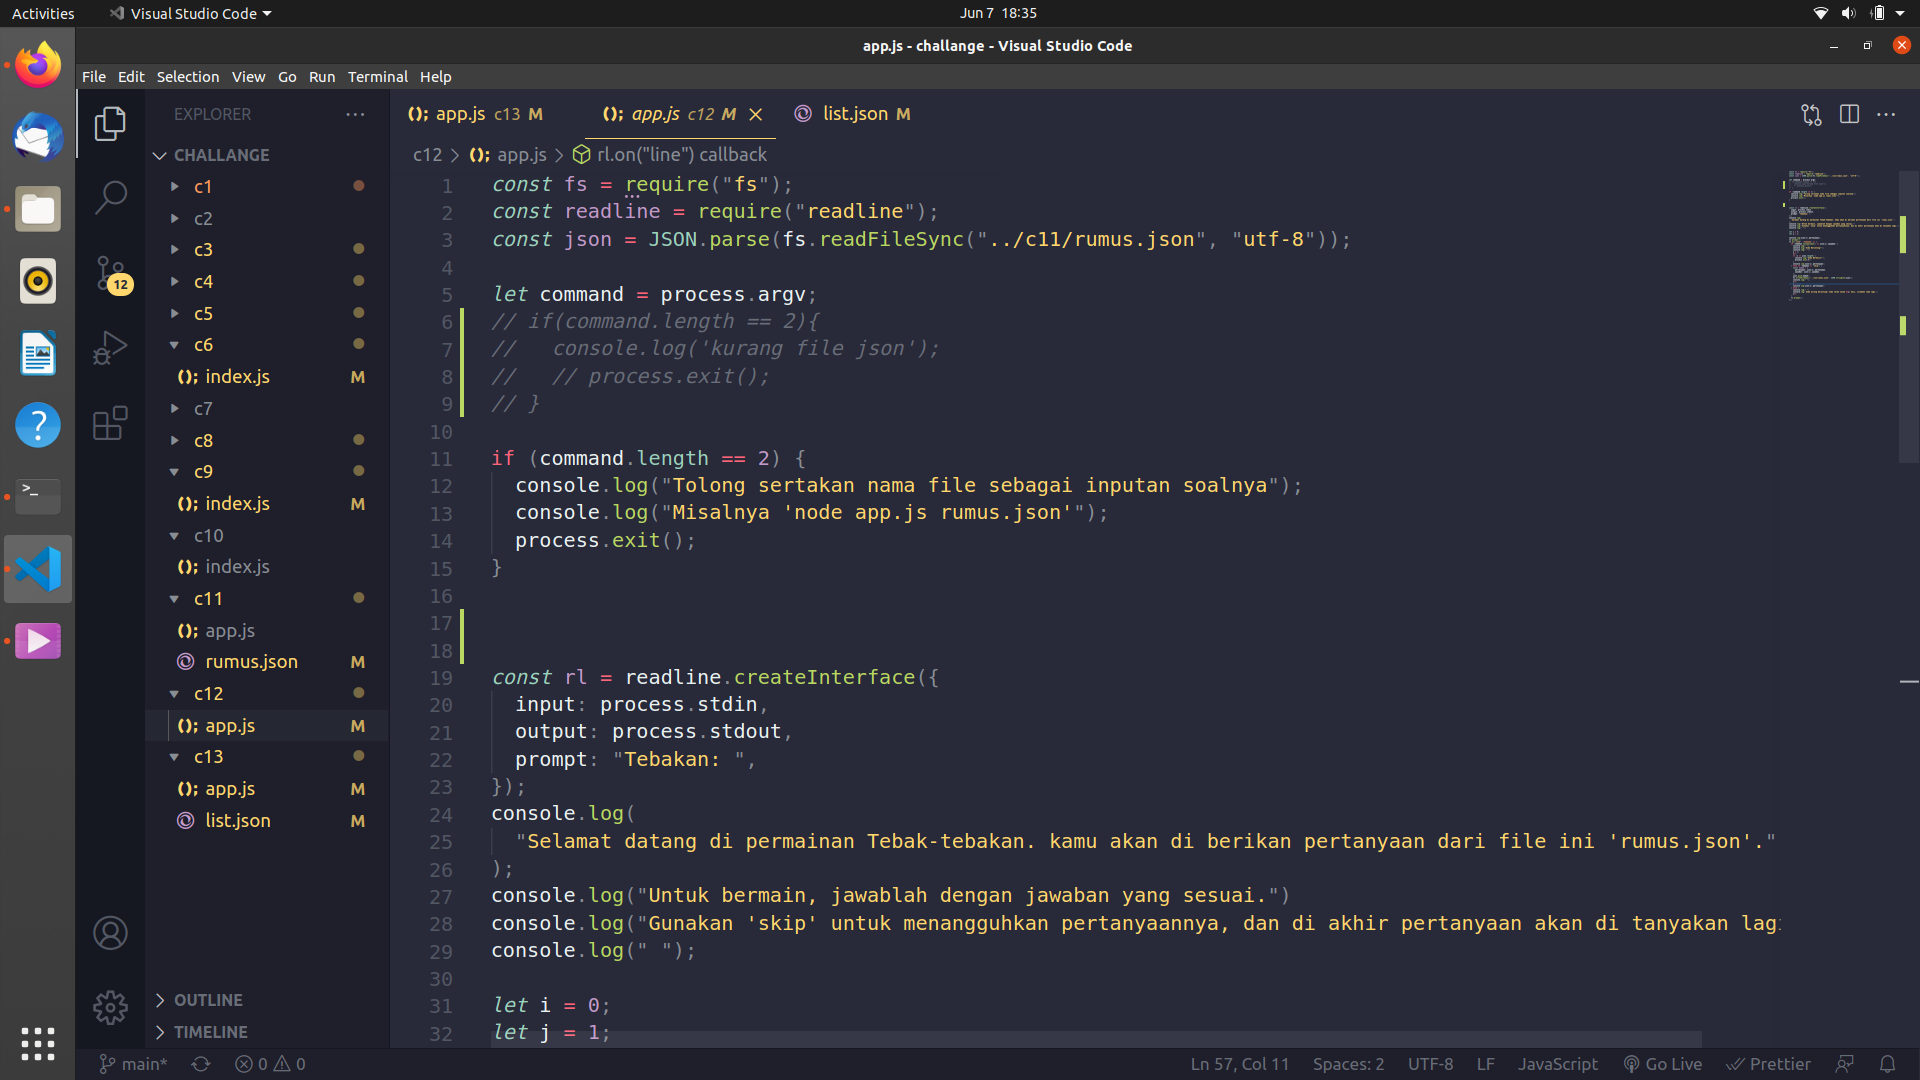 Activities
Visual Studio Code
Jun 7 18:35
app.js - challange - Visual Studio Code
File Edit Selection View Go Run Terminal Help
EXPLORER
CHALLANGE
c1
c2
c3
c4
c5
c6
(); index.js M
c7
c8
c9
(); index.js M
c10
(); index.js
c11
(); app.js
rumus.json M
c12
(); app.js M
c13
(); app.js M
list.json M
OUTLINE
TIMELINE
12
(); app.js c13 M
(); app.js c12 M
list.json M
c12 > (); app.js > rl.on("line") callback
1 const fs = require("fs");
2 const readline = require("readline");
3 const json = JSON.parse(fs.readFileSync("../c11/rumus.json", "utf-8"));
4
5 let command = process.argv;
6 // if(command.length == 2){
7 //   console.log('kurang file json');
8 //   // process.exit();
9 // }
10
11 if (command.length == 2) {
12   console.log("Tolong sertakan nama file sebagai inputan soalnya");
13   console.log("Misalnya 'node app.js rumus.json'");
14   process.exit();
15 }
16
17
18
19 const rl = readline.createInterface({
20   input: process.stdin,
21   output: process.stdout,
22   prompt: "Tebakan: ",
23 });
24 console.log(
25   "Selamat datang di permainan Tebak-tebakan. kamu akan di berikan pertanyaan dari file ini 'rumus.json'."
26 );
27 console.log("Untuk bermain, jawablah dengan jawaban yang sesuai.")
28 console.log("Gunakan 'skip' untuk menangguhkan pertanyaannya, dan di akhir pertanyaan akan di tanyakan lagi
29 console.log(" ");
30
31 let i = 0;
32 let j = 1;
main* 0 0
Ln 57, Col 11
Spaces: 2
UTF-8
LF
JavaScript
Go Live
Prettier